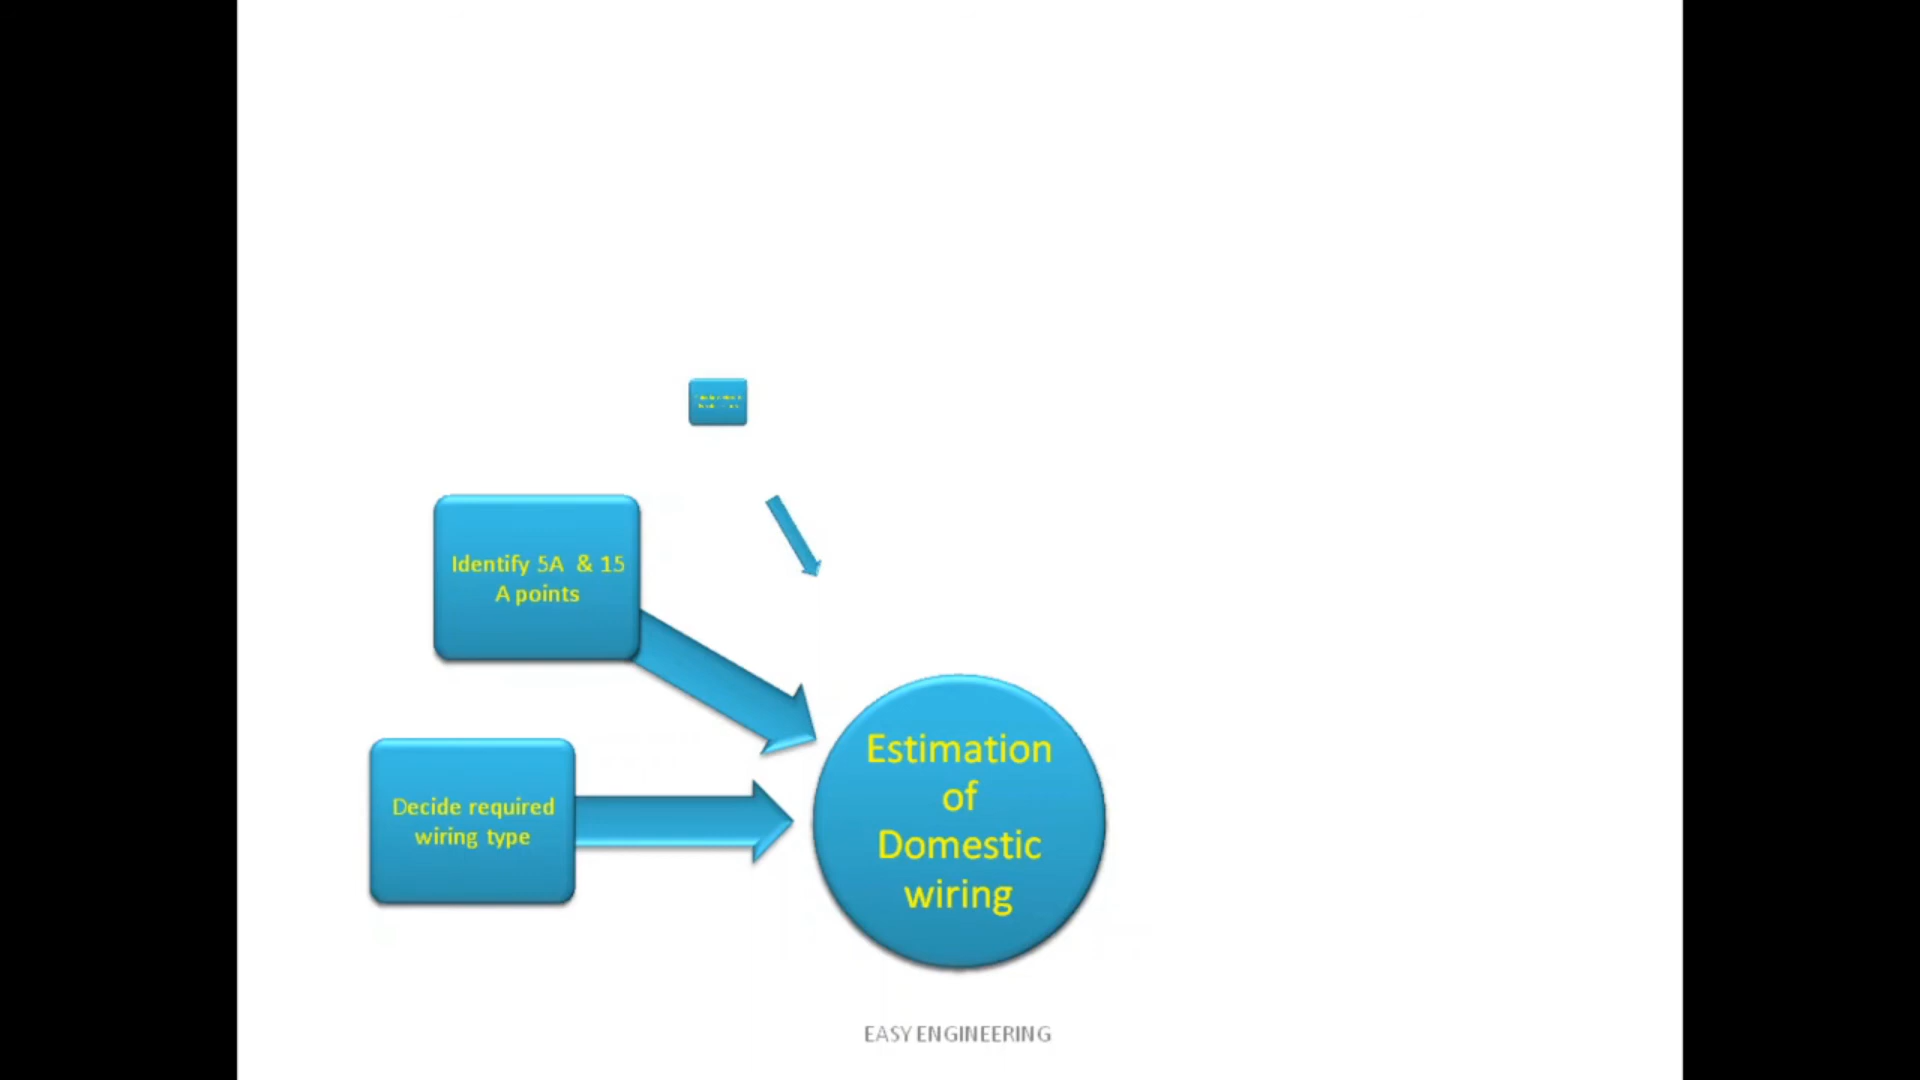 Identify 5A & 15
A points
Decide required
wiring type
Estimation
of
Domestic
wiring
EASY ENGINEERING